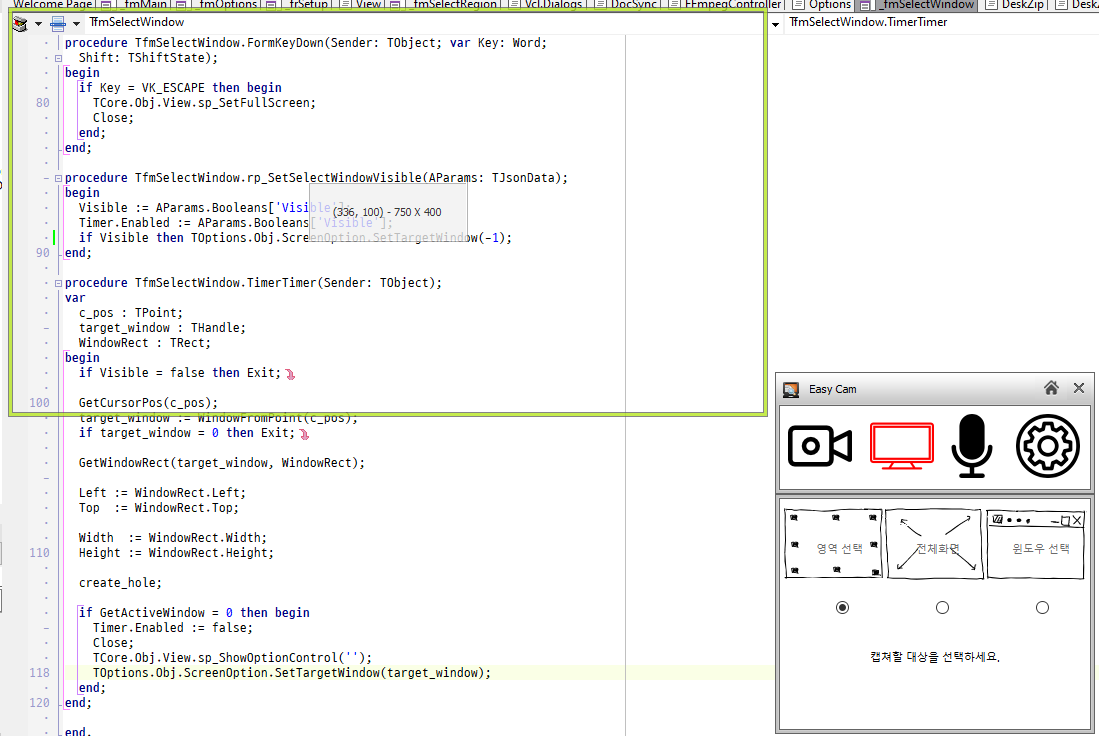 Welcome Page _fmMain _fmOptions _frSetup View _fmSelectRegion Vcl.Dialogs DocSync FFmpegController Options _fmSelectWindow DeskZip
TfmSelectWindow TfmSelectWindow.TimerTimer
procedure TfmSelectWindow.FormKeyDown(Sender: TObject; var Key: Word;
Shift: TShiftState);
begin
if Key = VK_ESCAPE then begin
80 TCore.Obj.View.sp_SetFullScreen;
Close;
end;
end;
procedure TfmSelectWindow.rp_SetSelectWindowVisible(AParams: TJsonData);
begin
Visible := AParams.Booleans['Visible'];
(336, 100) - 750 X 400
Timer.Enabled := AParams.Booleans['Visible'];
if Visible then TOptions.Obj.ScreenOption.SetTargetWindow(-1);
90 end;
procedure TfmSelectWindow.TimerTimer(Sender: TObject);
var
c_pos : TPoint;
target_window : THandle;
WindowRect : TRect;
begin
if Visible = false then Exit;
100 GetCursorPos(c_pos);
target_window := WindowFromPoint(c_pos);
if target_window = 0 then Exit;
GetWindowRect(target_window, WindowRect);
Left := WindowRect.Left;
Top := WindowRect.Top;
Width := WindowRect.Width;
110 Height := WindowRect.Height;
create_hole;
if GetActiveWindow = 0 then begin
Timer.Enabled := false;
Close;
TCore.Obj.View.sp_ShowOptionControl('');
118 TOptions.Obj.ScreenOption.SetTargetWindow(target_window);
end;
120 end;
end.
Easy Cam
영역 선택 전체화면 윈도우 선택
캡쳐할 대상을 선택하세요.